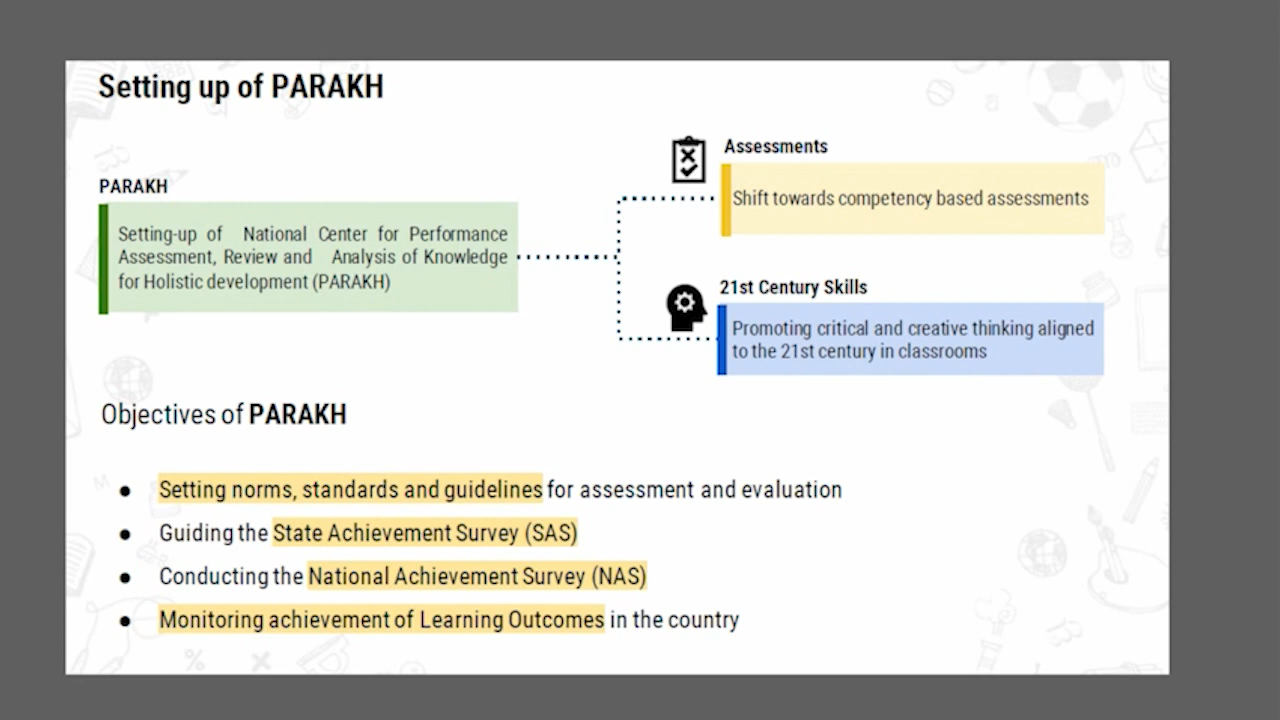 Setting up of PARAKH
PARAKH
Setting-up of National Center for Performance
Assessment, Review and Analysis of Knowledge
for Holistic development (PARAKH)
Assessments
Shift towards competency based assessments
21st Century Skills
Promoting critical and creative thinking aligned
to the 21st century in classrooms
Objectives of PARAKH
● Setting norms, standards and guidelines for assessment and evaluation
● Guiding the State Achievement Survey (SAS)
● Conducting the National Achievement Survey (NAS)
● Monitoring achievement of Learning Outcomes in the country